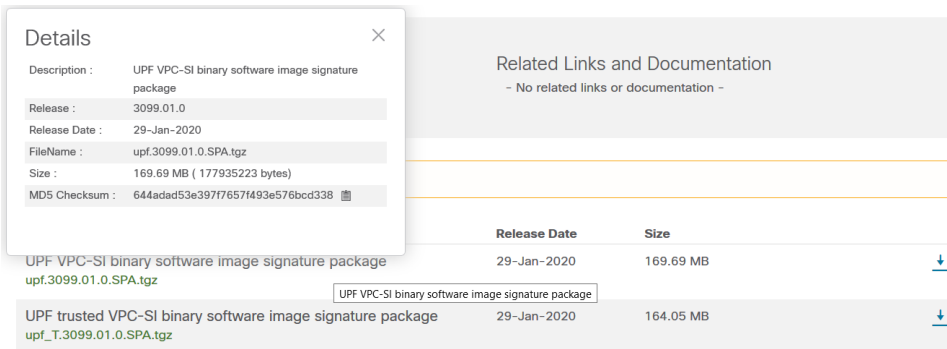 Details
Description : UPF VPC-SI binary software image signature
package
Release : 3099.01.0
Release Date : 29-Jan-2020
FileName : upf.3099.01.0.SPA.tgz
Size : 169.69 MB ( 177935223 bytes)
MD5 Checksum : 644adad53e397f7657f493e576bcd338
Related Links and Documentation
- No related links or documentation -
Release Date Size
UPF VPC-SI binary software image signature package 29-Jan-2020 169.69 MB
upf.3099.01.0.SPA.tgz
UPF VPC-SI binary software image signature package
UPF trusted VPC-SI binary software image signature package 29-Jan-2020 164.05 MB
upf_T.3099.01.0.SPA.tgz